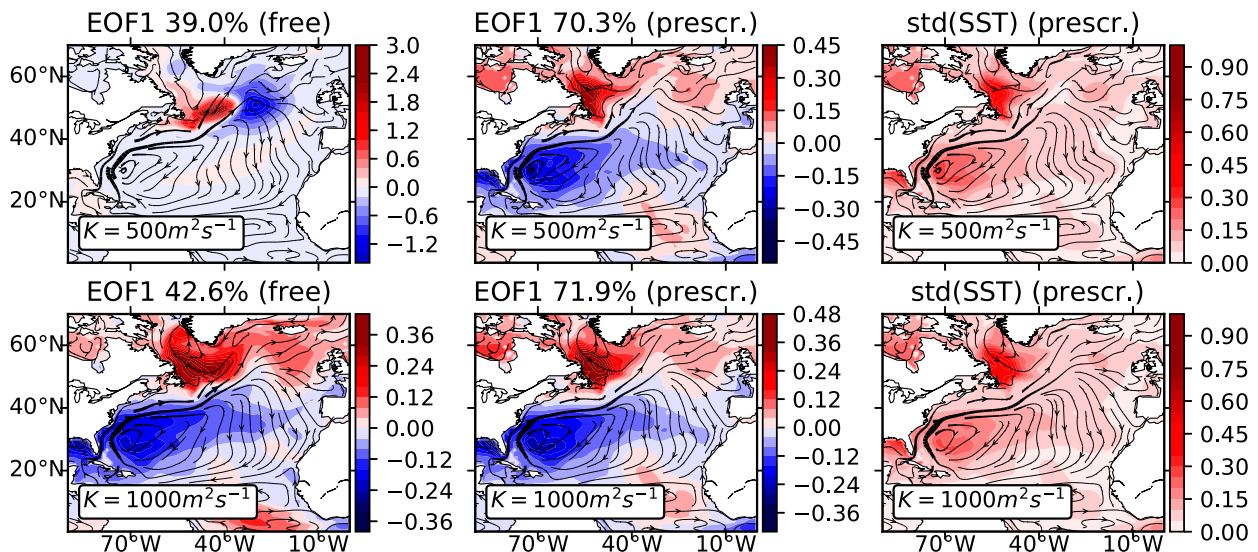 EOF1 39.0% (free)
EOF1 70.3% (prescr.)
std(SST) (prescr.)
60°N
40°N
20°N
K = 500m²s⁻¹
3.0
2.4
1.8
1.2
0.6
0.0
−0.6
−1.2
K = 500m²s⁻¹
0.45
0.30
0.15
0.00
−0.15
−0.30
−0.45
K = 500m²s⁻¹
0.90
0.75
0.60
0.45
0.30
0.15
0.00
EOF1 42.6% (free)
EOF1 71.9% (prescr.)
std(SST) (prescr.)
60°N
40°N
20°N
K = 1000m²s⁻¹
0.36
0.24
0.12
0.00
−0.12
−0.24
−0.36
K = 1000m²s⁻¹
0.48
0.36
0.24
0.12
0.00
−0.12
−0.24
−0.36
K = 1000m²s⁻¹
0.90
0.75
0.60
0.45
0.30
0.15
0.00
70°W 40°W 10°W
70°W 40°W 10°W
70°W 40°W 10°W